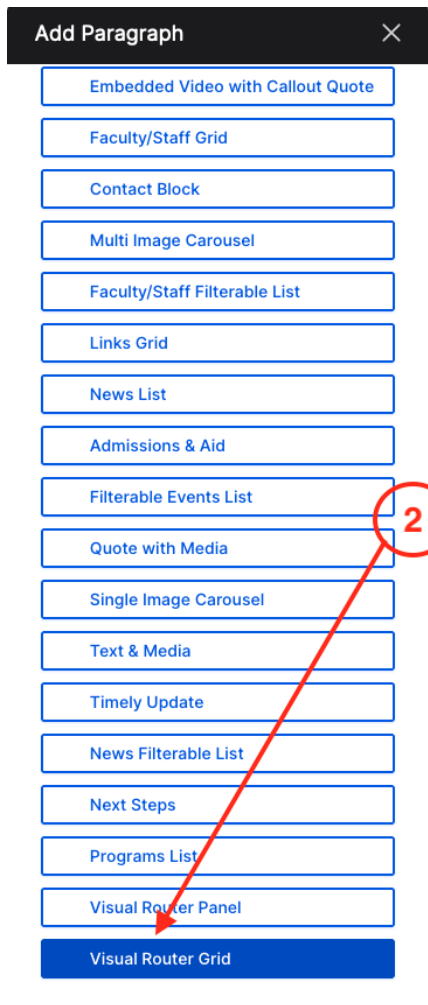 Add Paragraph
Embedded Video with Callout Quote
Faculty/Staff Grid
Contact Block
Multi Image Carousel
Faculty/Staff Filterable List
Links Grid
News List
Admissions & Aid
Filterable Events List
2
Quote with Media
Single Image Carousel
Text & Media
Timely Update
News Filterable List
Next Steps
Programs List
Visual Router Panel
Visual Router Grid